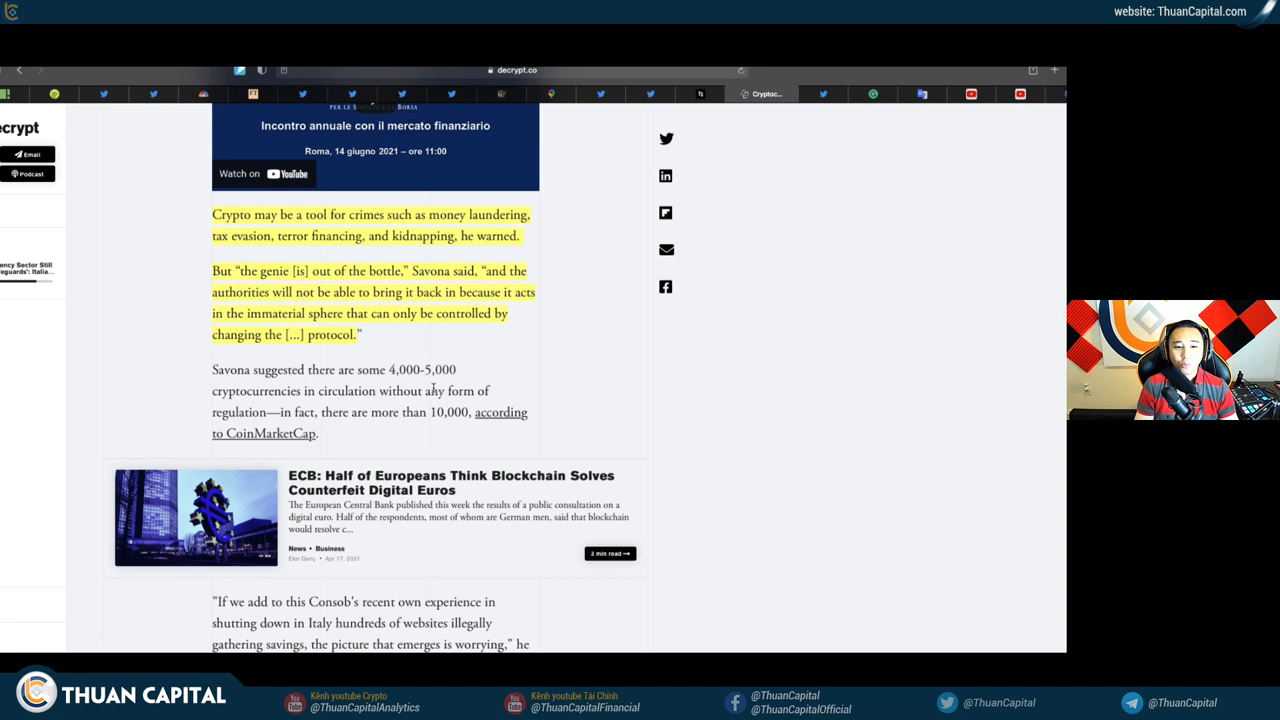 website: ThuanCapital.com
decrypt.co
Cryptoc...
ecrypt
Email
Podcast
ency Sector Still
eguards': Italia...
Incontro annuale con il mercato finanziario
Roma, 14 giugno 2021 – ore 11:00
Watch on YouTube
Crypto may be a tool for crimes such as money laundering,
tax evasion, terror financing, and kidnapping, he warned.
But “the genie [is] out of the bottle,” Savona said, “and the
authorities will not be able to bring it back in because it acts
in the immaterial sphere that can only be controlled by
changing the [...] protocol.”
Savona suggested there are some 4,000-5,000
cryptocurrencies in circulation without any form of
regulation—in fact, there are more than 10,000, according
to CoinMarketCap.
ECB: Half of Europeans Think Blockchain Solves
Counterfeit Digital Euros
The European Central Bank published this week the results of a public consultation on a
digital euro. Half of the respondents, most of whom are German men, said that blockchain
would resolve c...
News • Business
Ekin Genç • Apr 17, 2021
3 min read
"If we add to this Consob's recent own experience in
shutting down in Italy hundreds of websites illegally
gathering savings, the picture that emerges is worrying," he
THUAN CAPITAL
Kênh youtube Crypto
@ThuanCapitalAnalytics
Kênh youtube Tài Chính
@ThuanCapitalFinancial
@ThuanCapital
@ThuanCapitalOfficial
@ThuanCapital
@ThuanCapital